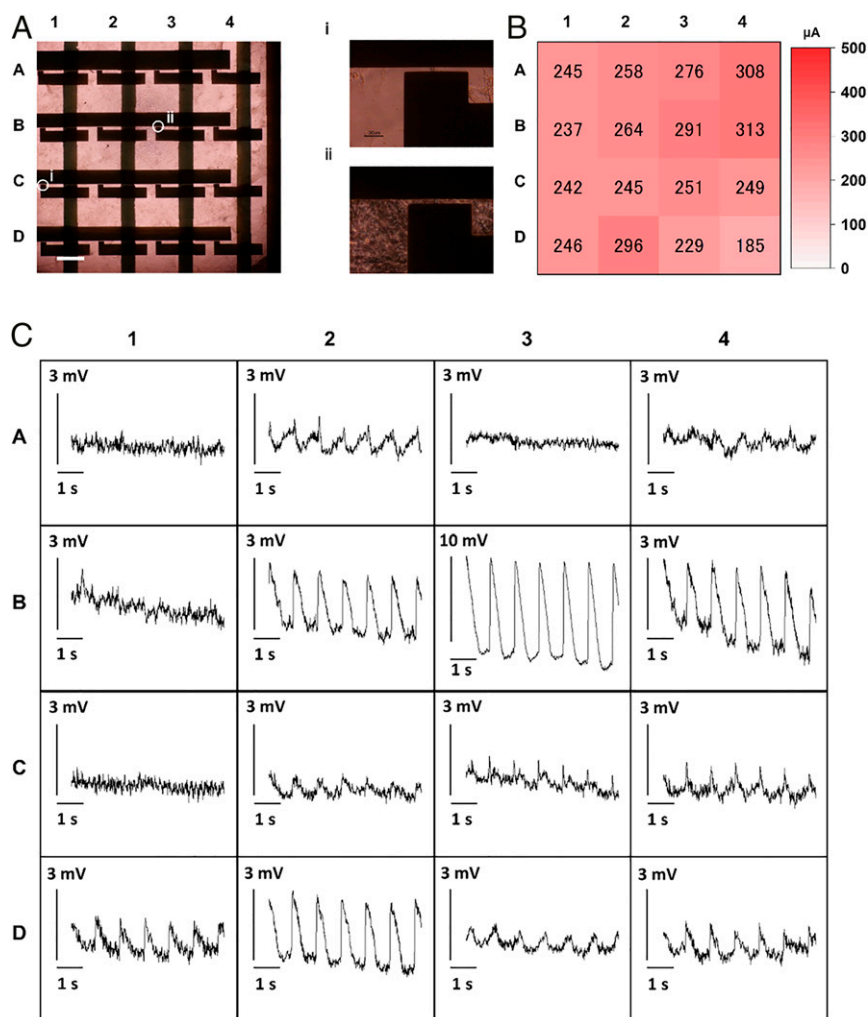 A
1 2 3 4
A
B
C
D
ii
i
i
ii
B
1 2 3 4
A
B
C
D
245 258 276 308
237 264 291 313
242 245 251 249
246 296 229 185
µA
500
400
300
200
100
0
C
1 2 3 4
A
3 mV 3 mV 3 mV 3 mV
1 s 1 s 1 s 1 s
B
3 mV 3 mV 10 mV 3 mV
1 s 1 s 1 s 1 s
C
3 mV 3 mV 3 mV 3 mV
1 s 1 s 1 s 1 s
D
3 mV 3 mV 3 mV 3 mV
1 s 1 s 1 s 1 s